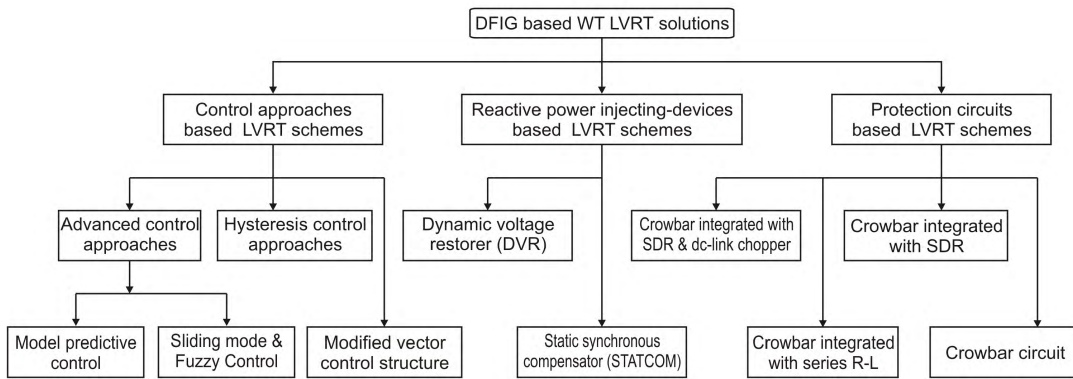 DFIG based WT LVRT solutions
Control approaches
based LVRT schemes
Reactive power injecting-devices
based LVRT schemes
Protection circuits
based LVRT schemes
Advanced control
approaches
Hysteresis control
approaches
Dynamic voltage
restorer (DVR)
Crowbar integrated with
SDR & dc-link chopper
Crowbar integrated
with SDR
Model predictive
control
Sliding mode &
Fuzzy Control
Modified vector
control structure
Static synchronous
compensator (STATCOM)
Crowbar integrated
with series R-L
Crowbar circuit